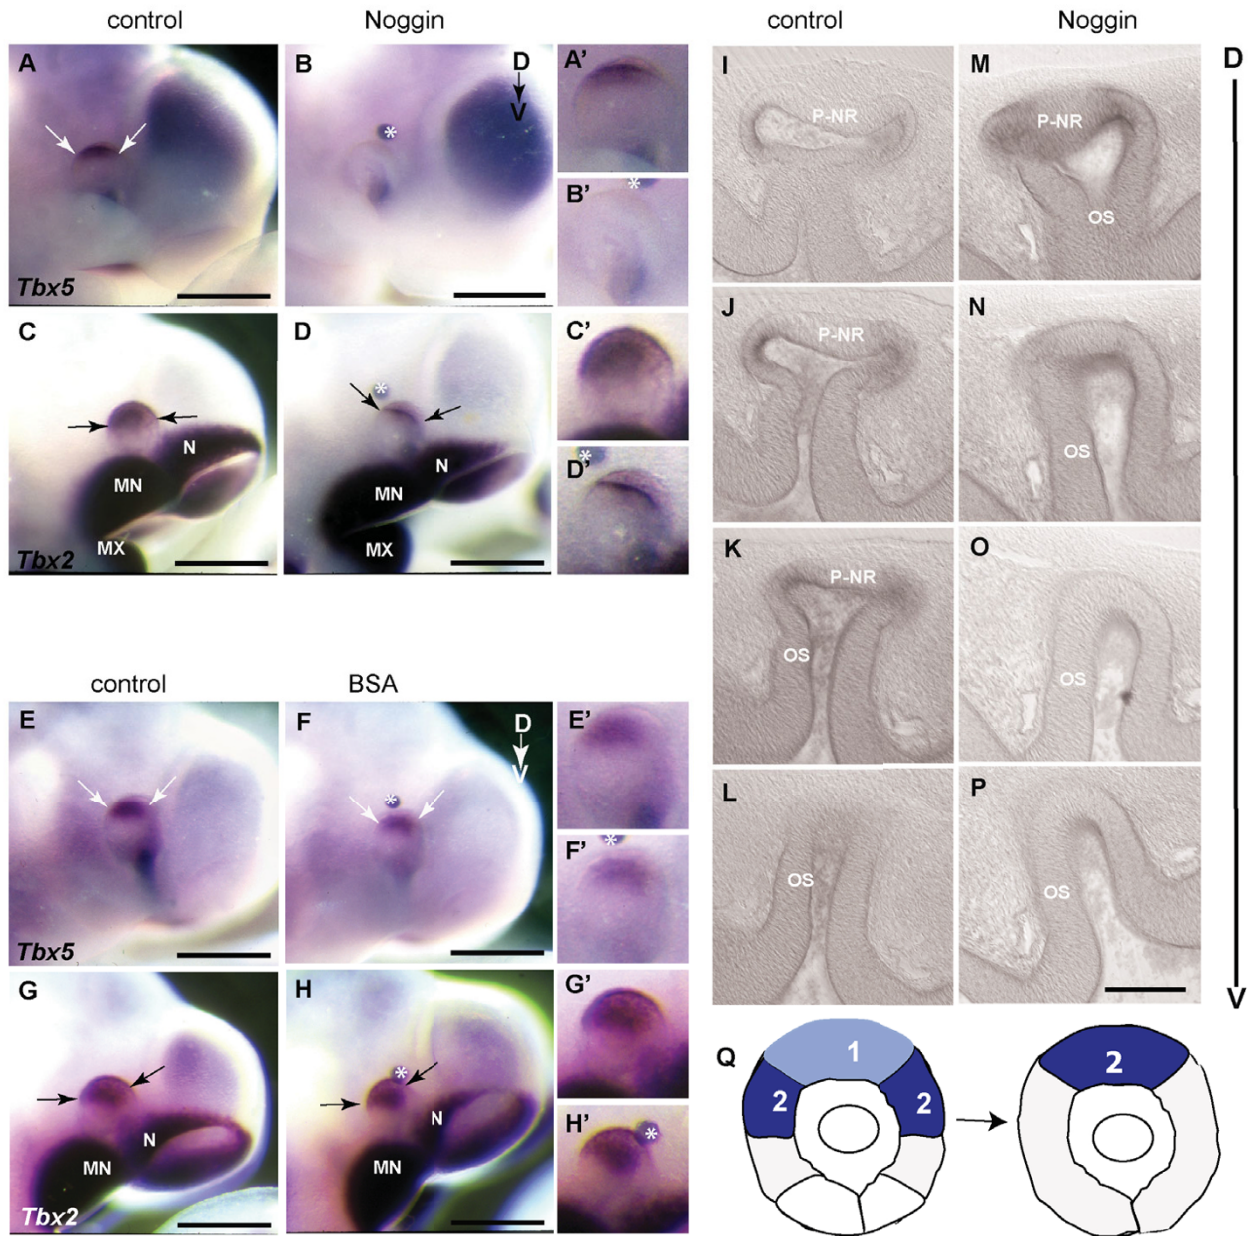 control
Noggin
A
B
D
V
A’
B’
*
*
Tbx5
C
D
C’
D’
*
*
N
N
MN
MN
MX
MX
Tbx2
control
BSA
E
F
D
V
E’
F’
*
*
Tbx5
G
H
G’
H’
*
*
N
N
MN
MN
Tbx2
control
Noggin
I
M
P-NR
P-NR
OS
D
J
N
P-NR
OS
K
O
P-NR
OS
OS
L
P
OS
OS
V
Q
1
2
2
2